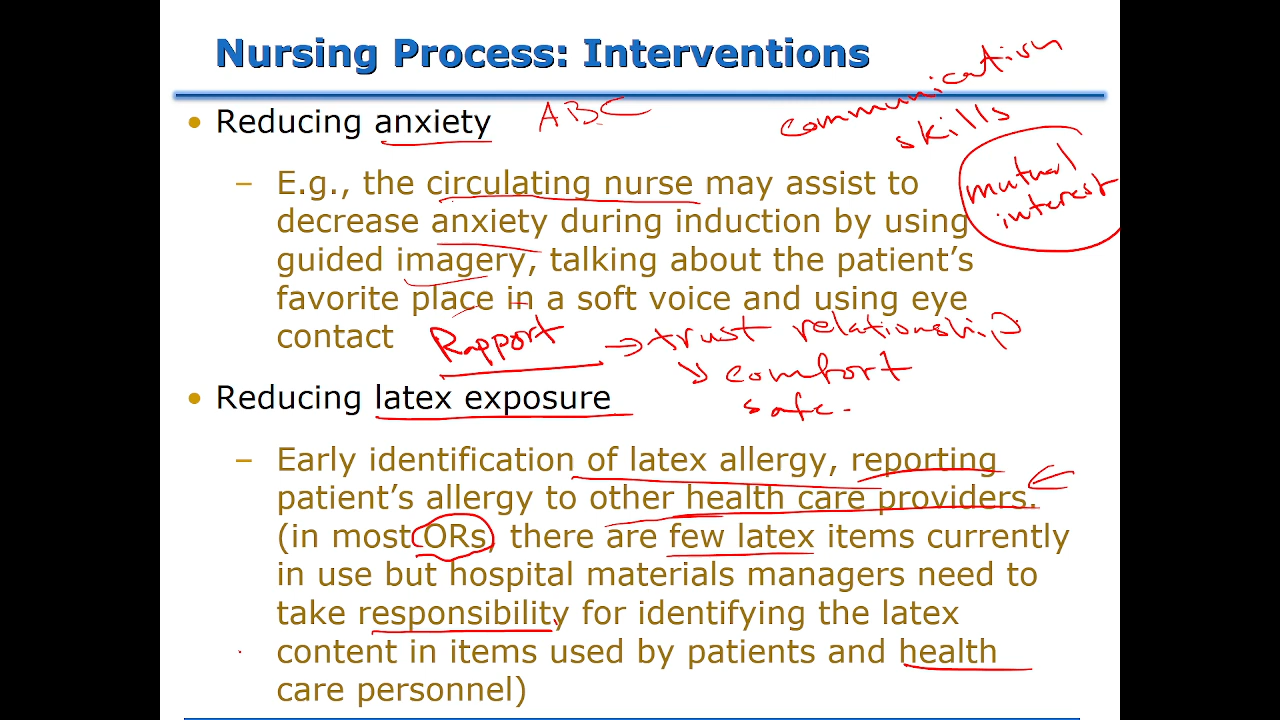 Nursing Process: Interventions
communication
skills
• Reducing anxiety ABC
mutual
interest
– E.g., the circulating nurse may assist to
decrease anxiety during induction by using
guided imagery, talking about the patient's
favorite place in a soft voice and using eye
contact
Rapport → trust relationship
↘ comfort
safe.
• Reducing latex exposure
– Early identification of latex allergy, reporting
patient's allergy to other health care providers.
(in most ORs, there are few latex items currently
in use but hospital materials managers need to
take responsibility for identifying the latex
content in items used by patients and health
care personnel)